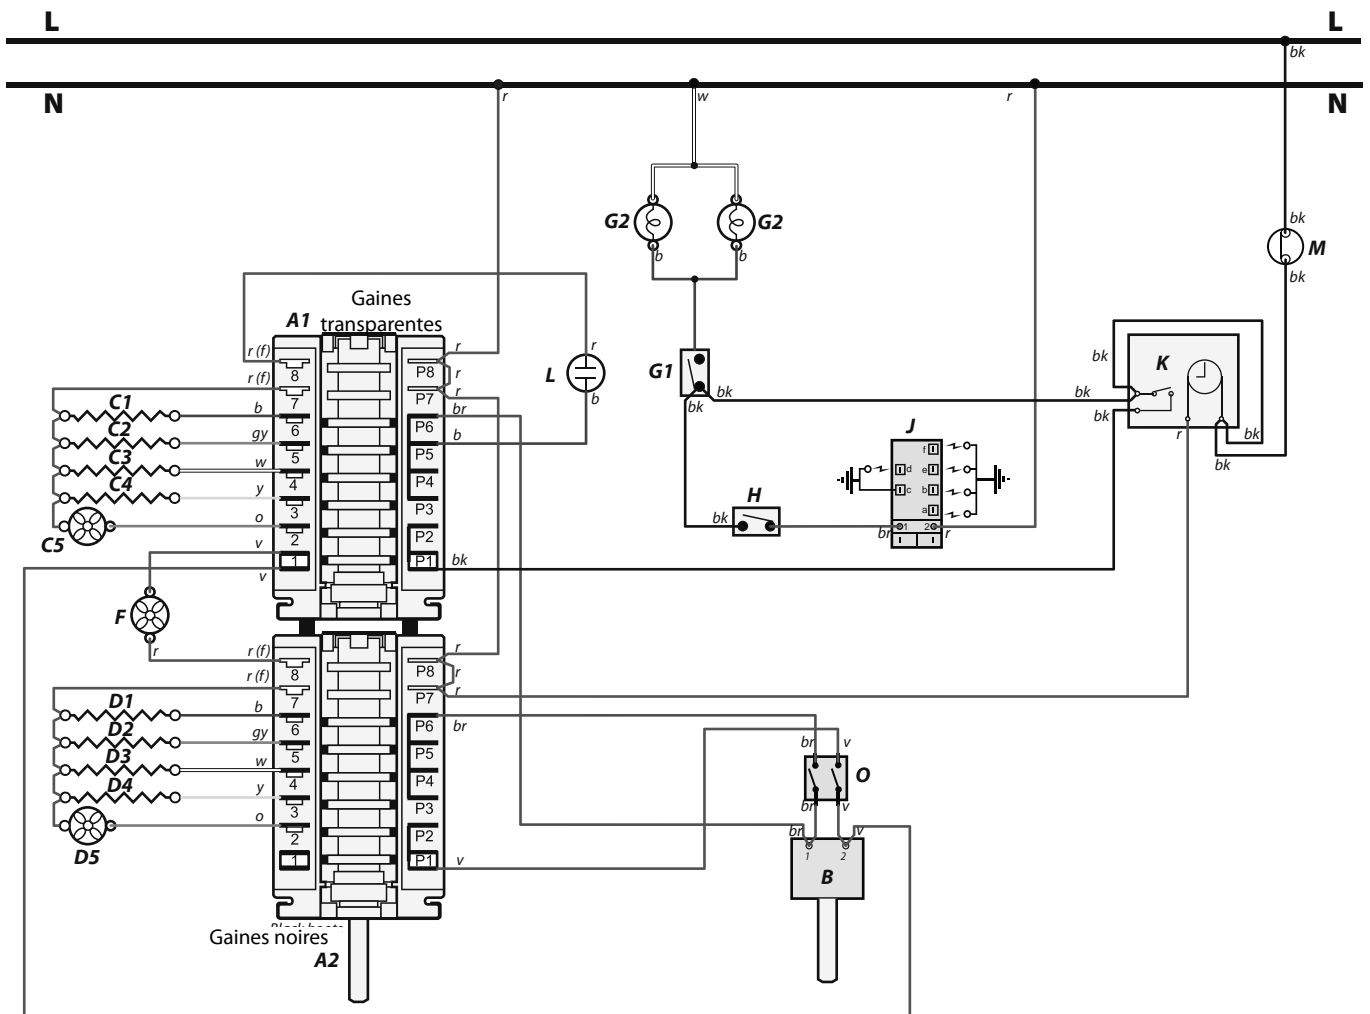 L L
bk
N N
r w r
bk
G2 G2
M
b b
bk
Gaines
transparentes
A1
r (f) r r
8 P8
r
L
G1
bk
K
r (f) r
7 P7
C1 b br b
6 P6
bk bk bk
bk
C2 gy b
5 P5
J
r bk
bk
C3 w
4 P4
f
d e
c b
a
C4 y
3 P3
H
bk
C5 o
2 P2
br 1 2 r
v
1 P1 bk
v
F
r r (f) r
8 P8
r
r (f) r
7 P7
D1 b
6 P6 br
br v
D2 gy
5 P5
D3 w
4 P4
O
D4 y
3 P3
br v
D5 o
2 P2
br v
1 2
1 P1 v
B
Gaines noires
A2